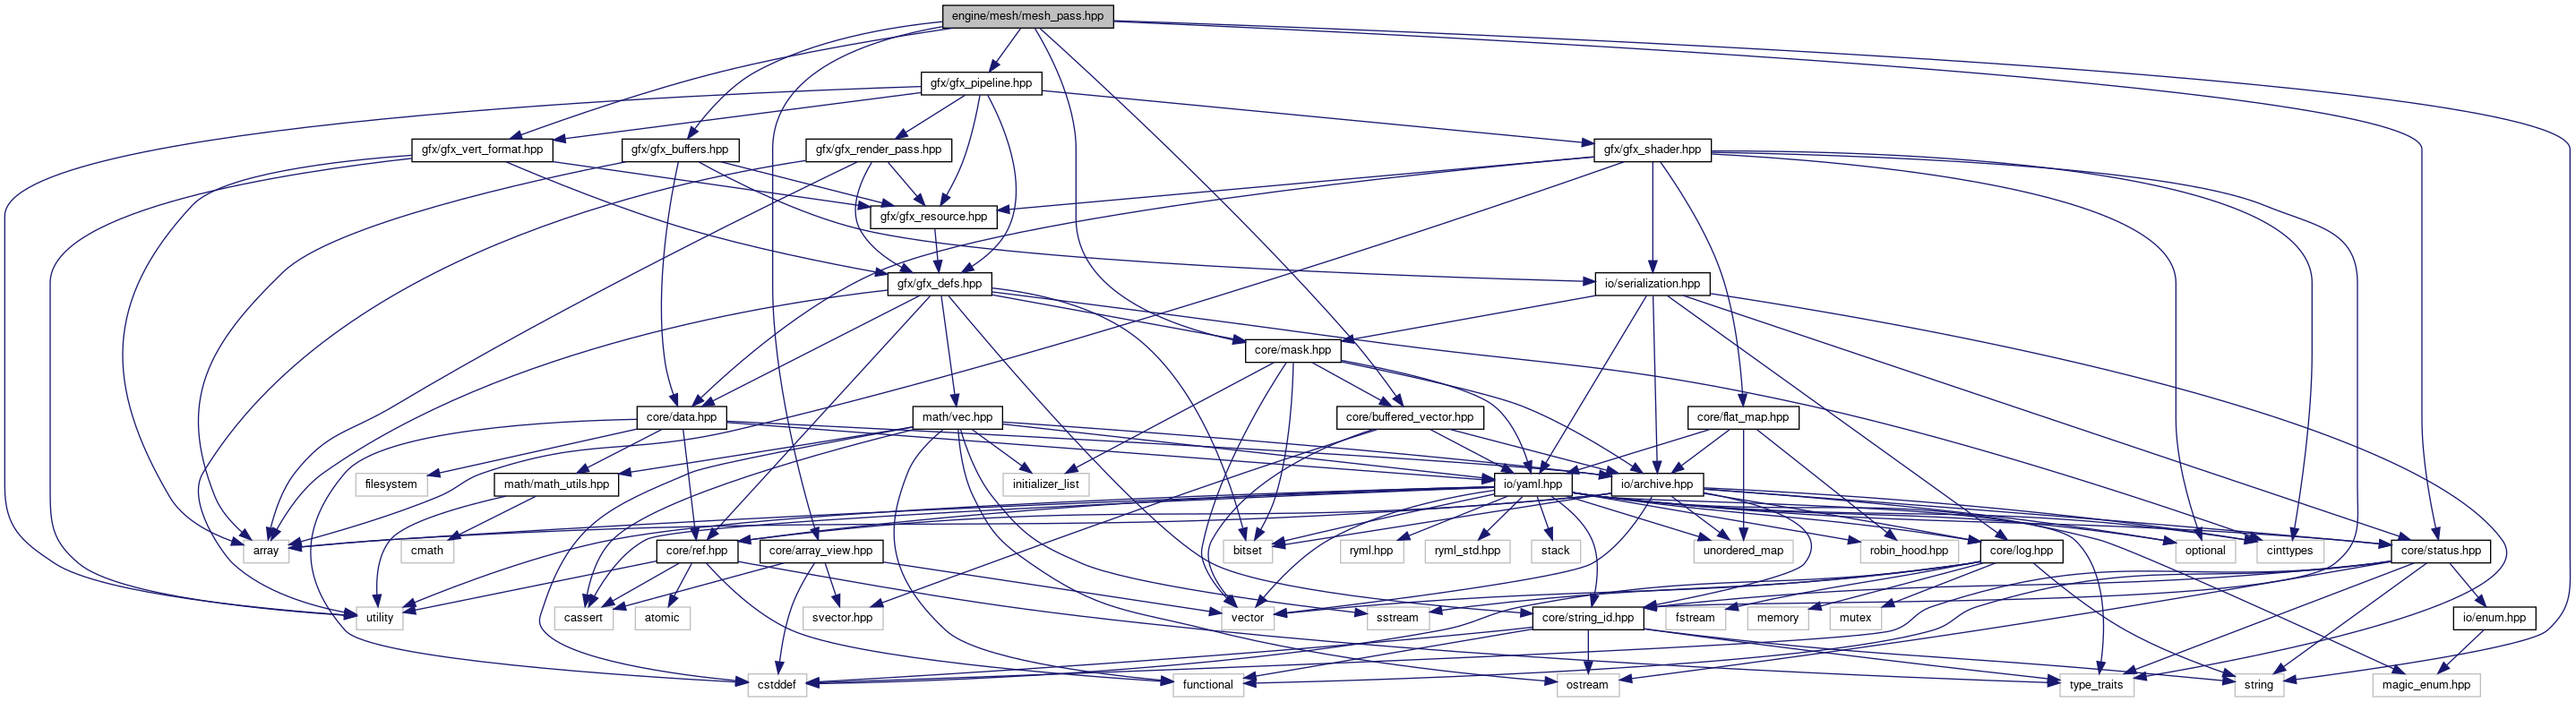 engine/mesh/mesh_pass.hpp
gfx/gfx_pipeline.hpp
gfx/gfx_vert_format.hpp
gfx/gfx_buffers.hpp
gfx/gfx_render_pass.hpp
gfx/gfx_shader.hpp
gfx/gfx_resource.hpp
gfx/gfx_defs.hpp
io/serialization.hpp
core/mask.hpp
core/data.hpp
math/vec.hpp
core/buffered_vector.hpp
core/flat_map.hpp
filesystem
math/math_utils.hpp
initializer_list
io/yaml.hpp
io/archive.hpp
array
cmath
core/ref.hpp
core/array_view.hpp
bitset
ryml.hpp
ryml_std.hpp
stack
unordered_map
robin_hood.hpp
core/log.hpp
optional
cinttypes
core/status.hpp
utility
cassert
atomic
svector.hpp
vector
sstream
core/string_id.hpp
fstream
memory
mutex
io/enum.hpp
cstddef
functional
ostream
type_traits
string
magic_enum.hpp